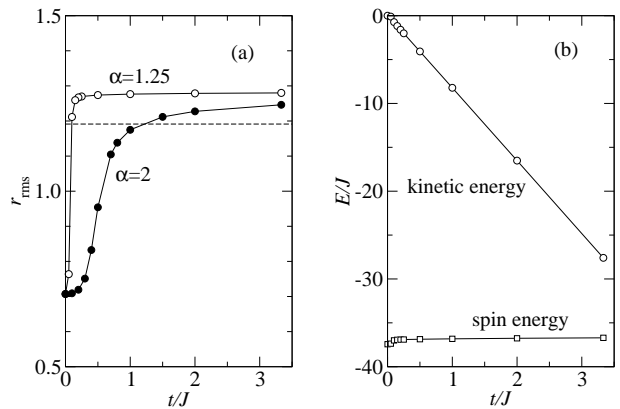 1.5
1.0
0.5
r_rms
(a)
α=1.25
α=2
0 1 2 3
t/J
0
-10
-20
-30
-40
E/J
(b)
kinetic energy
spin energy
0 1 2 3
t/J